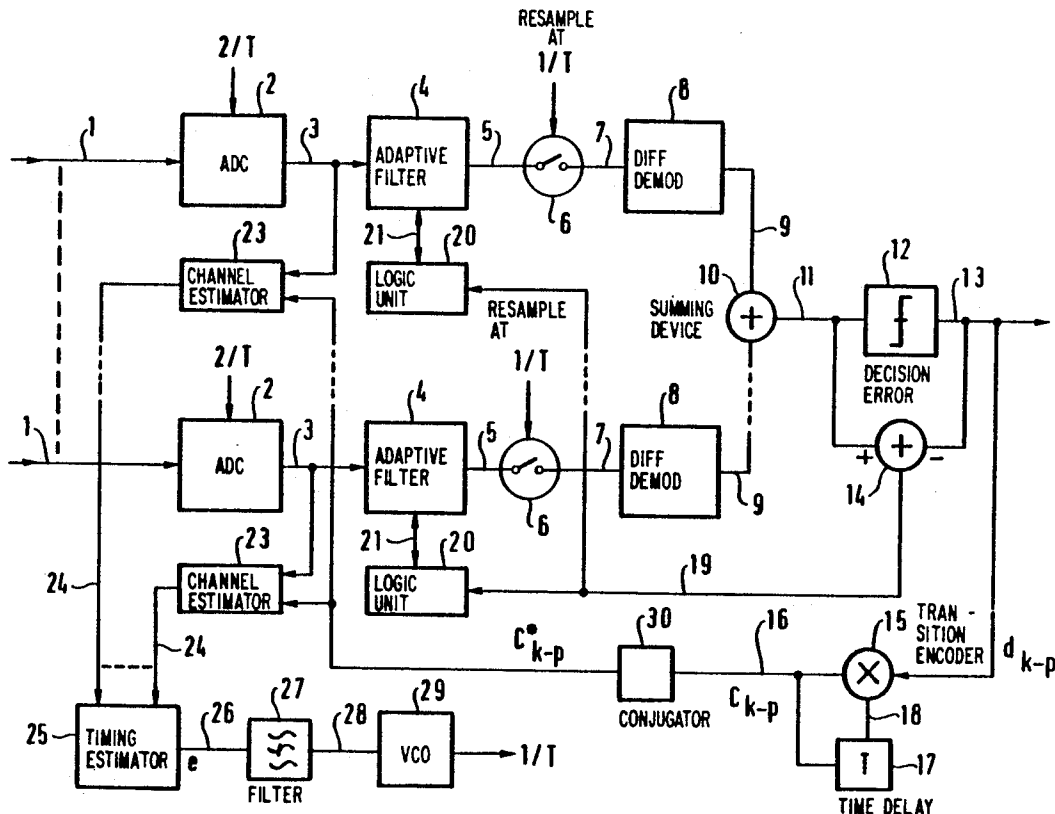 RESAMPLE
AT
1/T
2/T
1
2
3
4
5
6
7
8
ADC
ADAPTIVE
FILTER
DIFF
DEMOD
9
23
21
20
CHANNEL
ESTIMATOR
LOGIC
UNIT
RESAMPLE
AT
10
SUMMING
DEVICE
+
11
12
13
DECISION
ERROR
2/T
1/T
1
2
3
4
5
6
7
8
ADC
ADAPTIVE
FILTER
DIFF
DEMOD
9
+
+
-
14
23
21
20
24
CHANNEL
ESTIMATOR
LOGIC
UNIT
19
24
C*k-p
30
16
15
TRAN-
SITION
ENCODER
dk-p
CONJUGATOR
Ck-p
×
18
25
TIMING
ESTIMATOR
26
e
27
28
29
VCO
1/T
FILTER
T
17
TIME DELAY